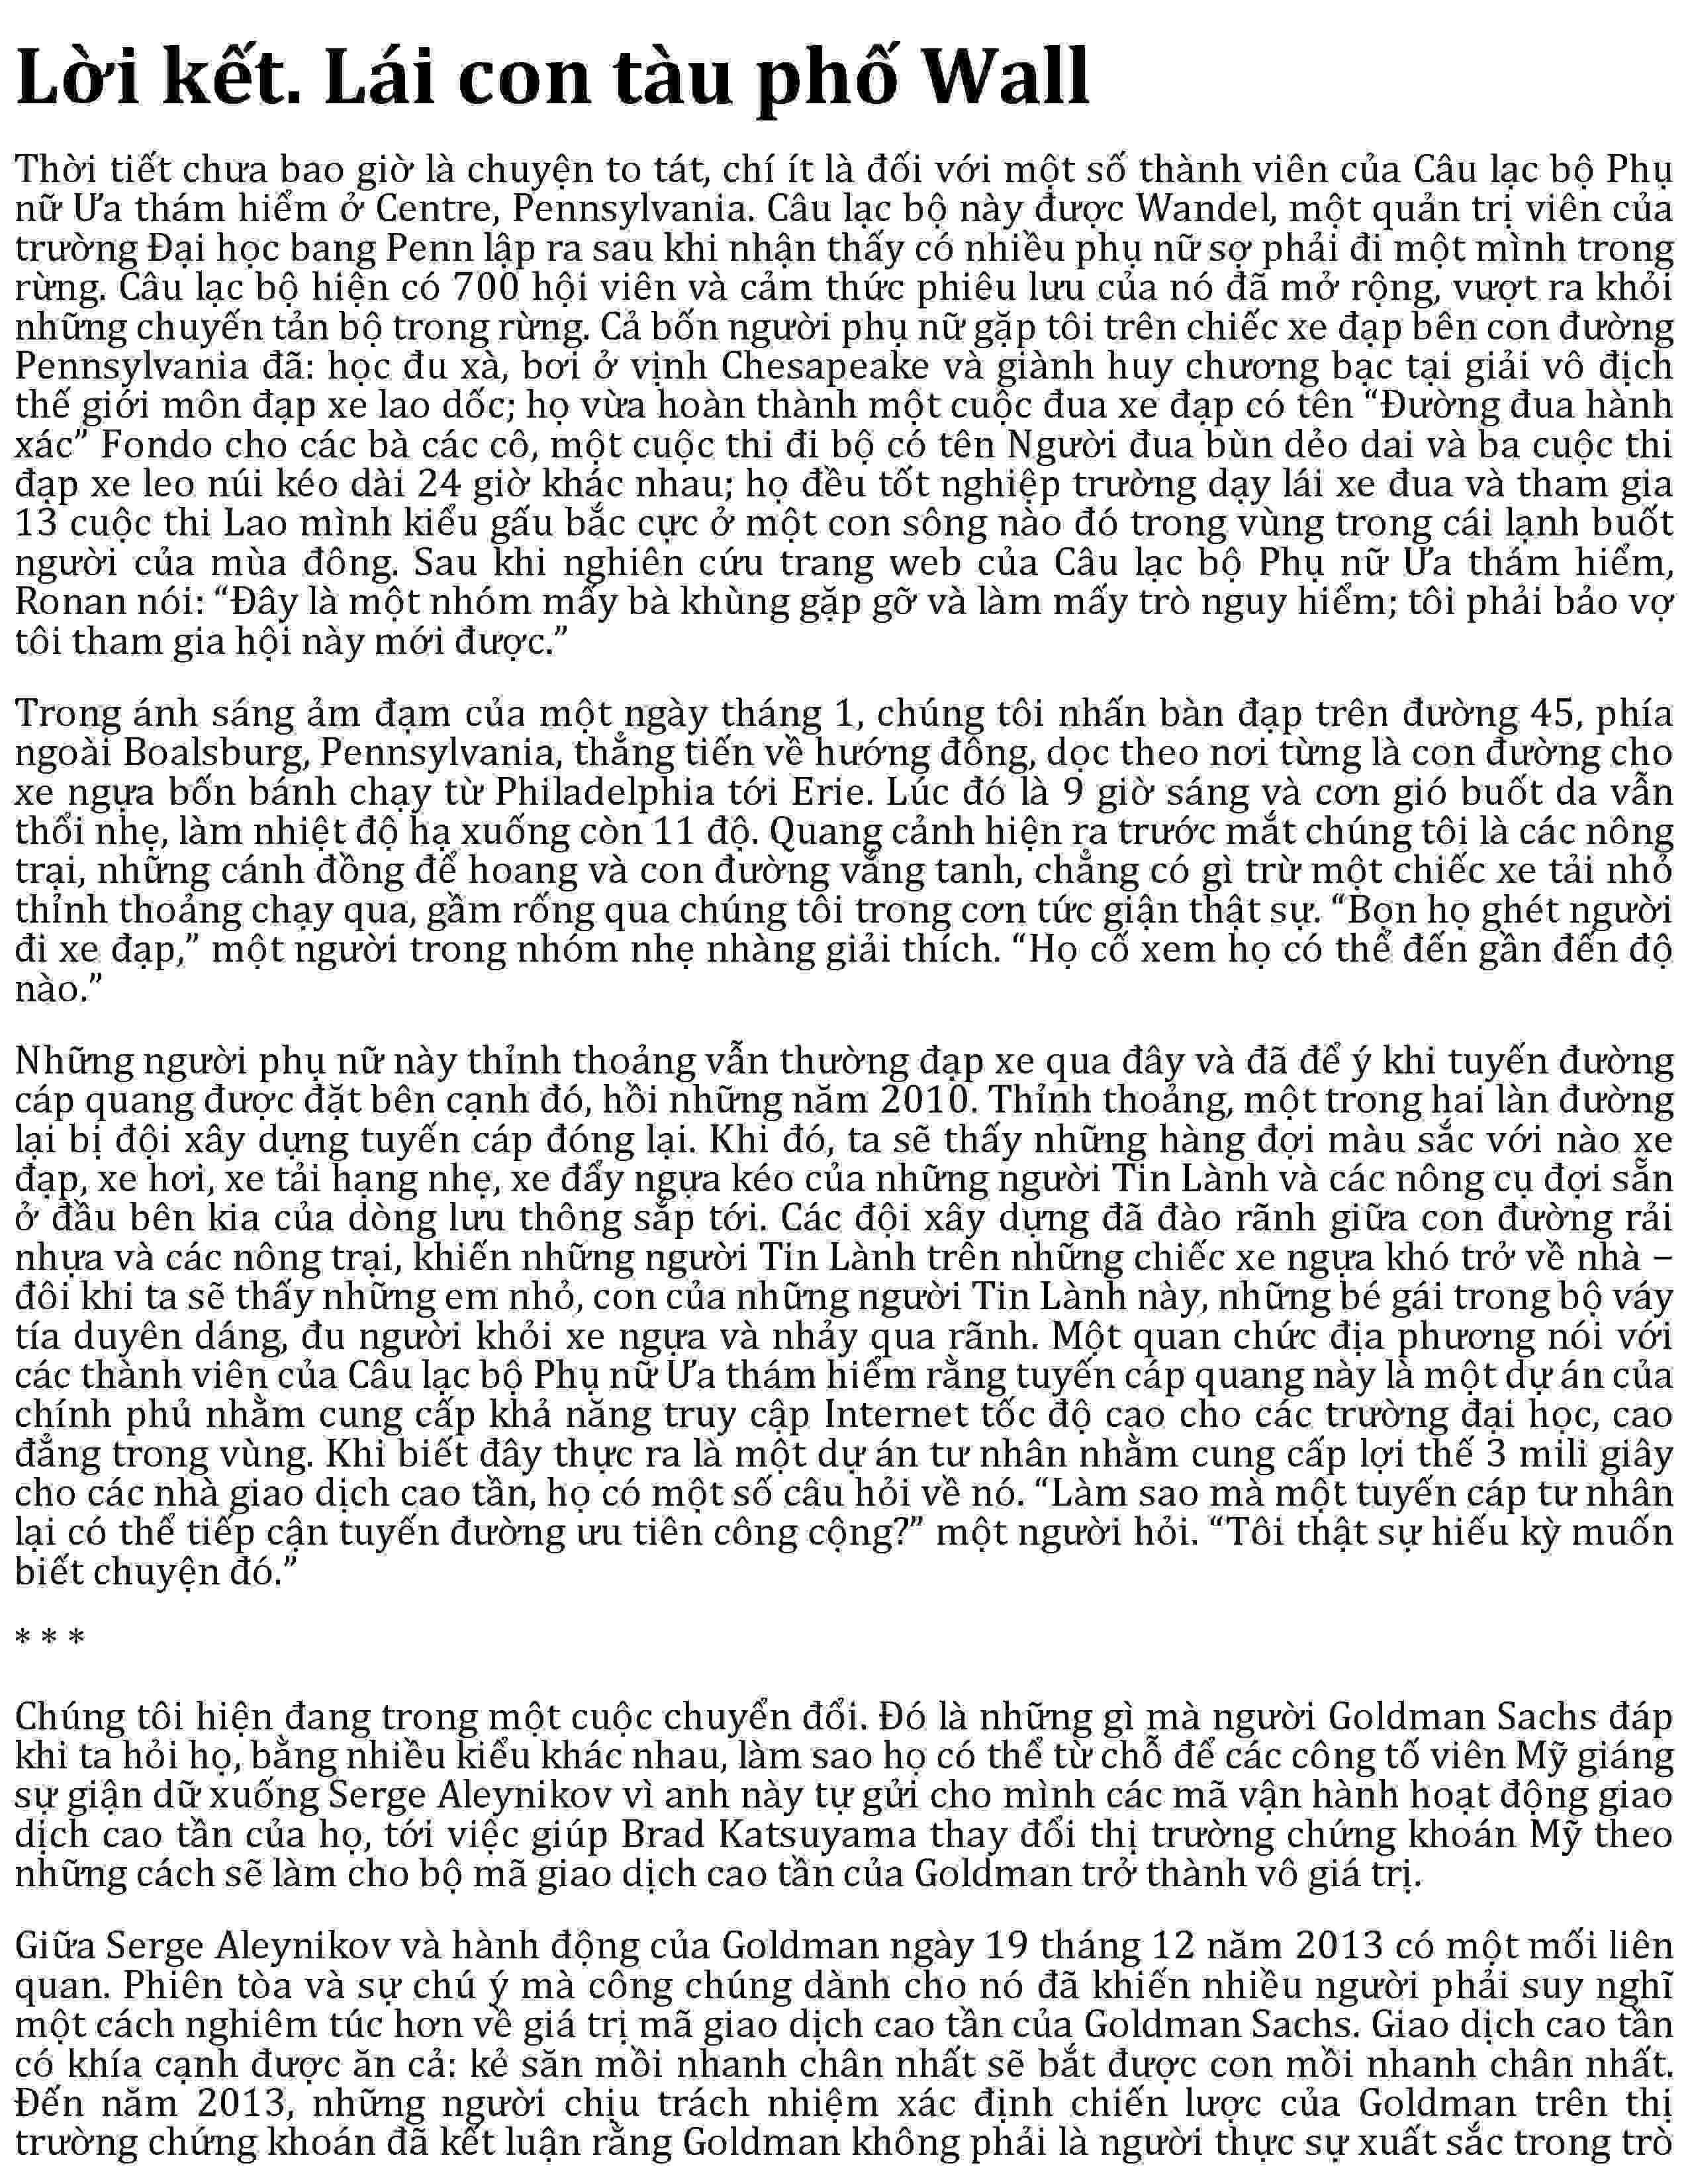 Lời kết. Lái con tàu phố Wall
Thời tiết chưa bao giờ là chuyện to tát, chí ít là đối với một số thành viên của Câu lạc bộ Phụ
nữ Ưa thám hiểm ở Centre, Pennsylvania. Câu lạc bộ này được Wandel, một quản trị viên của
trường Đại học bang Penn lập ra sau khi nhận thấy có nhiều phụ nữ sợ phải đi một mình trong
rừng. Câu lạc bộ hiện có 700 hội viên và cảm thức phiêu lưu của nó đã mở rộng, vượt ra khỏi
những chuyến tản bộ trong rừng. Cả bốn người phụ nữ gặp tôi trên chiếc xe đạp bên con đường
Pennsylvania đã: học đu xà, bơi ở vịnh Chesapeake và giành huy chương bạc tại giải vô địch
thế giới môn đạp xe lao dốc; họ vừa hoàn thành một cuộc đua xe đạp có tên “Đường đua hành
xác” Fondo cho các bà các cô, một cuộc thi đi bộ có tên Người đua bùn dẻo dai và ba cuộc thi
đạp xe leo núi kéo dài 24 giờ khác nhau; họ đều tốt nghiệp trường dạy lái xe đua và tham gia
13 cuộc thi Lao mình kiểu gấu bắc cực ở một con sông nào đó trong vùng trong cái lạnh buốt
người của mùa đông. Sau khi nghiên cứu trang web của Câu lạc bộ Phụ nữ Ưa thám hiểm,
Ronan nói: “Đây là một nhóm mấy bà khùng gặp gỡ và làm mấy trò nguy hiểm; tôi phải bảo vợ
tôi tham gia hội này mới được.”
Trong ánh sáng ảm đạm của một ngày tháng 1, chúng tôi nhấn bàn đạp trên đường 45, phía
ngoài Boalsburg, Pennsylvania, thẳng tiến về hướng đông, dọc theo nơi từng là con đường cho
xe ngựa bốn bánh chạy từ Philadelphia tới Erie. Lúc đó là 9 giờ sáng và cơn gió buốt da vẫn
thổi nhẹ, làm nhiệt độ hạ xuống còn 11 độ. Quang cảnh hiện ra trước mắt chúng tôi là các nông
trại, những cánh đồng để hoang và con đường vắng tanh, chẳng có gì trừ một chiếc xe tải nhỏ
thỉnh thoảng chạy qua, gầm rống qua chúng tôi trong cơn tức giận thật sự. “Bọn họ ghét người
đi xe đạp,” một người trong nhóm nhẹ nhàng giải thích. “Họ cố xem họ có thể đến gần đến độ
nào.”
Những người phụ nữ này thỉnh thoảng vẫn thường đạp xe qua đây và đã để ý khi tuyến đường
cáp quang được đặt bên cạnh đó, hồi những năm 2010. Thỉnh thoảng, một trong hai làn đường
lại bị đội xây dựng tuyến cáp đóng lại. Khi đó, ta sẽ thấy những hàng đợi màu sắc với nào xe
đạp, xe hơi, xe tải hạng nhẹ, xe đẩy ngựa kéo của những người Tin Lành và các nông cụ đợi sẵn
ở đầu bên kia của dòng lưu thông sắp tới. Các đội xây dựng đã đào rãnh giữa con đường rải
nhựa và các nông trại, khiến những người Tin Lành trên những chiếc xe ngựa khó trở về nhà –
đôi khi ta sẽ thấy những em nhỏ, con của những người Tin Lành này, những bé gái trong bộ váy
tía duyên dáng, đu người khỏi xe ngựa và nhảy qua rãnh. Một quan chức địa phương nói với
các thành viên của Câu lạc bộ Phụ nữ Ưa thám hiểm rằng tuyến cáp quang này là một dự án của
chính phủ nhằm cung cấp khả năng truy cập Internet tốc độ cao cho các trường đại học, cao
đẳng trong vùng. Khi biết đây thực ra là một dự án tư nhân nhằm cung cấp lợi thế 3 mili giây
cho các nhà giao dịch cao tần, họ có một số câu hỏi về nó. “Làm sao mà một tuyến cáp tư nhân
lại có thể tiếp cận tuyến đường ưu tiên công cộng?” một người hỏi. “Tôi thật sự hiếu kỳ muốn
biết chuyện đó.”
* * *
Chúng tôi hiện đang trong một cuộc chuyển đổi. Đó là những gì mà người Goldman Sachs đáp
khi ta hỏi họ, bằng nhiều kiểu khác nhau, làm sao họ có thể từ chỗ để các công tố viên Mỹ giáng
sự giận dữ xuống Serge Aleynikov vì anh này tự gửi cho mình các mã vận hành hoạt động giao
dịch cao tần của họ, tới việc giúp Brad Katsuyama thay đổi thị trường chứng khoán Mỹ theo
những cách sẽ làm cho bộ mã giao dịch cao tần của Goldman trở thành vô giá trị.
Giữa Serge Aleynikov và hành động của Goldman ngày 19 tháng 12 năm 2013 có một mối liên
quan. Phiên tòa và sự chú ý mà công chúng dành cho nó đã khiến nhiều người phải suy nghĩ
một cách nghiêm túc hơn về giá trị mã giao dịch cao tần của Goldman Sachs. Giao dịch cao tần
có khía cạnh được ăn cả: kẻ săn mồi nhanh chân nhất sẽ bắt được con mồi nhanh chân nhất.
Đến năm 2013, những người chịu trách nhiệm xác định chiến lược của Goldman trên thị
trường chứng khoán đã kết luận rằng Goldman không phải là người thực sự xuất sắc trong trò